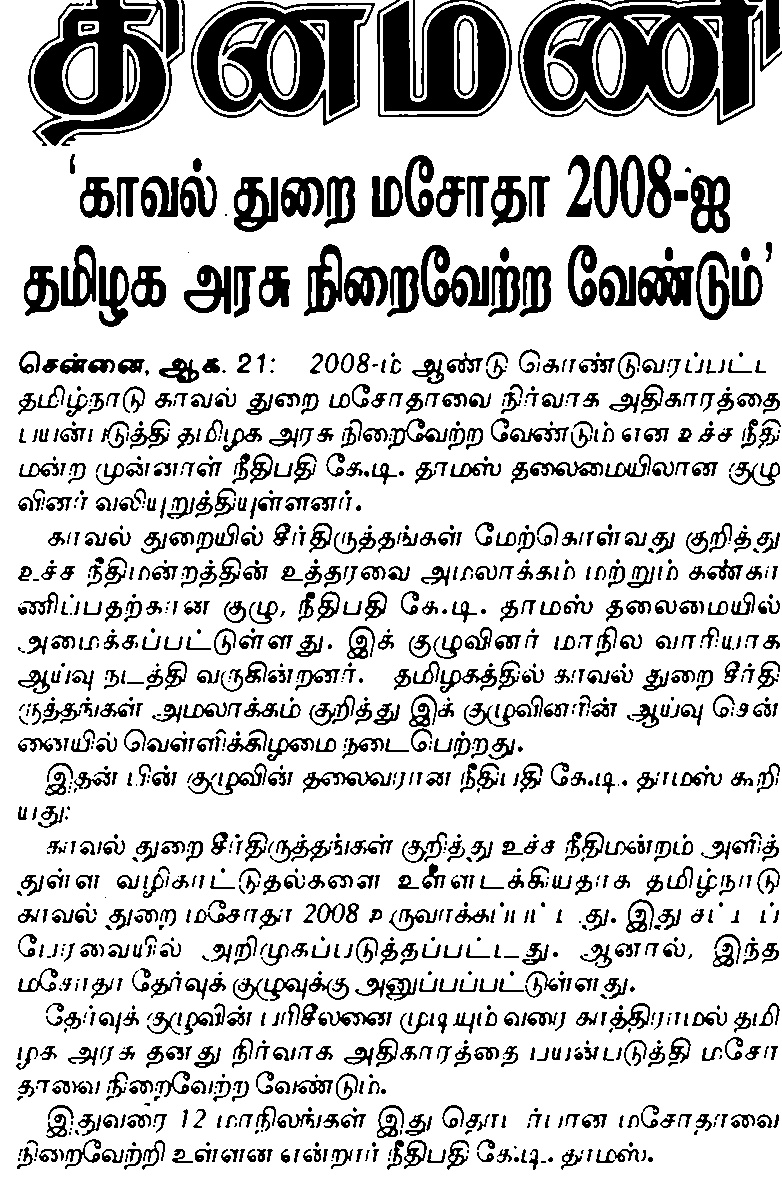 தினமணி
‘காவல் துறை மசோதா 2008-ஐ
தமிழக அரசு நிறைவேற்ற வேண்டும்’
சென்னை, ஆக. 21: 2008-ம் ஆண்டு கொண்டுவரப்பட்ட
தமிழ்நாடு காவல் துறை மசோதாவை நிர்வாக அதிகாரத்தை
பயன்படுத்தி தமிழக அரசு நிறைவேற்ற வேண்டும் என உச்ச நீதி
மன்ற முன்னாள் நீதிபதி கே.டி. தாமஸ் தலைமையிலான குழு
வினர் வலியுறுத்தியுள்ளனர்.
காவல் துறையில் சீர்திருத்தங்கள் மேற்கொள்வது குறித்து
உச்ச நீதிமன்றத்தின் உத்தரவை அமலாக்கம் மற்றும் கண்கா
ணிப்பதற்கான குழு, நீதிபதி கே.டி. தாமஸ் தலைமையில்
அமைக்கப்பட்டுள்ளது. இக் குழுவினர் மாநில வாரியாக
ஆய்வு நடத்தி வருகின்றனர். தமிழகத்தில் காவல் துறை சீர்தி
ருத்தங்கள் அமலாக்கம் குறித்து இக் குழுவினரின் ஆய்வு சென்
னையில் வெள்ளிக்கிழமை நடைபெற்றது.
இதன் பின் குழுவின் தலைவரான நீதிபதி கே.டி. தாமஸ் கூறி
யது:
காவல் துறை சீர்திருத்தங்கள் குறித்து உச்ச நீதிமன்றம் அளித்
துள்ள வழிகாட்டுதல்களை உள்ளடக்கியதாக தமிழ்நாடு
காவல் துறை மசோதா 2008 உருவாக்கப்பட்டது. இது சட்டப்
பேரவையில் அறிமுகப்படுத்தப்பட்டது. ஆனால், இந்த
மசோதா தேர்வுக் குழுவுக்கு அனுப்பப்பட்டுள்ளது.
தேர்வுக் குழுவின் பரிசீலனை முடியும் வரை காத்திராமல் தமி
ழக அரசு தனது நிர்வாக அதிகாரத்தை பயன்படுத்தி மசோ
தாவை நிறைவேற்ற வேண்டும்.
இதுவரை 12 மாநிலங்கள் இது தொடர்பான மசோதாவை
நிறைவேற்றி உள்ளன என்றார் நீதிபதி கே.டி. தாமஸ்.